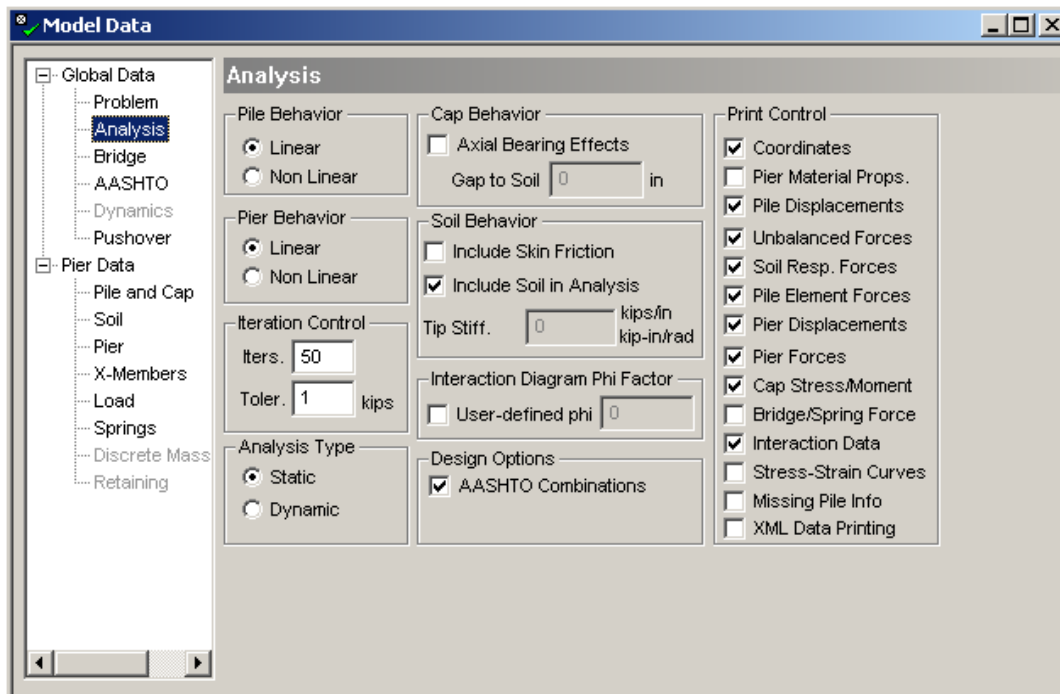 Model Data
Global Data
Problem
Analysis
Bridge
AASHTO
Dynamics
Pushover
Pier Data
Pile and Cap
Soil
Pier
X-Members
Load
Springs
Discrete Mass
Retaining
Analysis
Pile Behavior
Linear
Non Linear
Pier Behavior
Linear
Non Linear
Iteration Control
Iters. 50
Toler. 1 kips
Analysis Type
Static
Dynamic
Cap Behavior
Axial Bearing Effects
Gap to Soil 0 in
Soil Behavior
Include Skin Friction
Include Soil in Analysis
Tip Stiff. 0 kips/in
kip-in/rad
Interaction Diagram Phi Factor
User-defined phi 0
Design Options
AASHTO Combinations
Print Control
Coordinates
Pier Material Props.
Pile Displacements
Unbalanced Forces
Soil Resp. Forces
Pile Element Forces
Pier Displacements
Pier Forces
Cap Stress/Moment
Bridge/Spring Force
Interaction Data
Stress-Strain Curves
Missing Pile Info
XML Data Printing